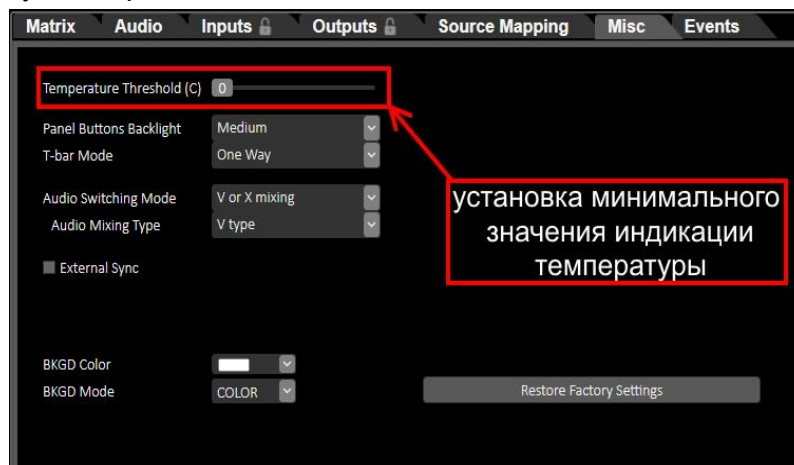 Matrix Audio Inputs Outputs Source Mapping Misc Events
Temperature Threshold (C) 0
Panel Buttons Backlight Medium
T-bar Mode One Way
Audio Switching Mode V or X mixing
Audio Mixing Type V type
установка минимального
значения индикации
температуры
External Sync
BKGD Color
BKGD Mode COLOR
Restore Factory Settings